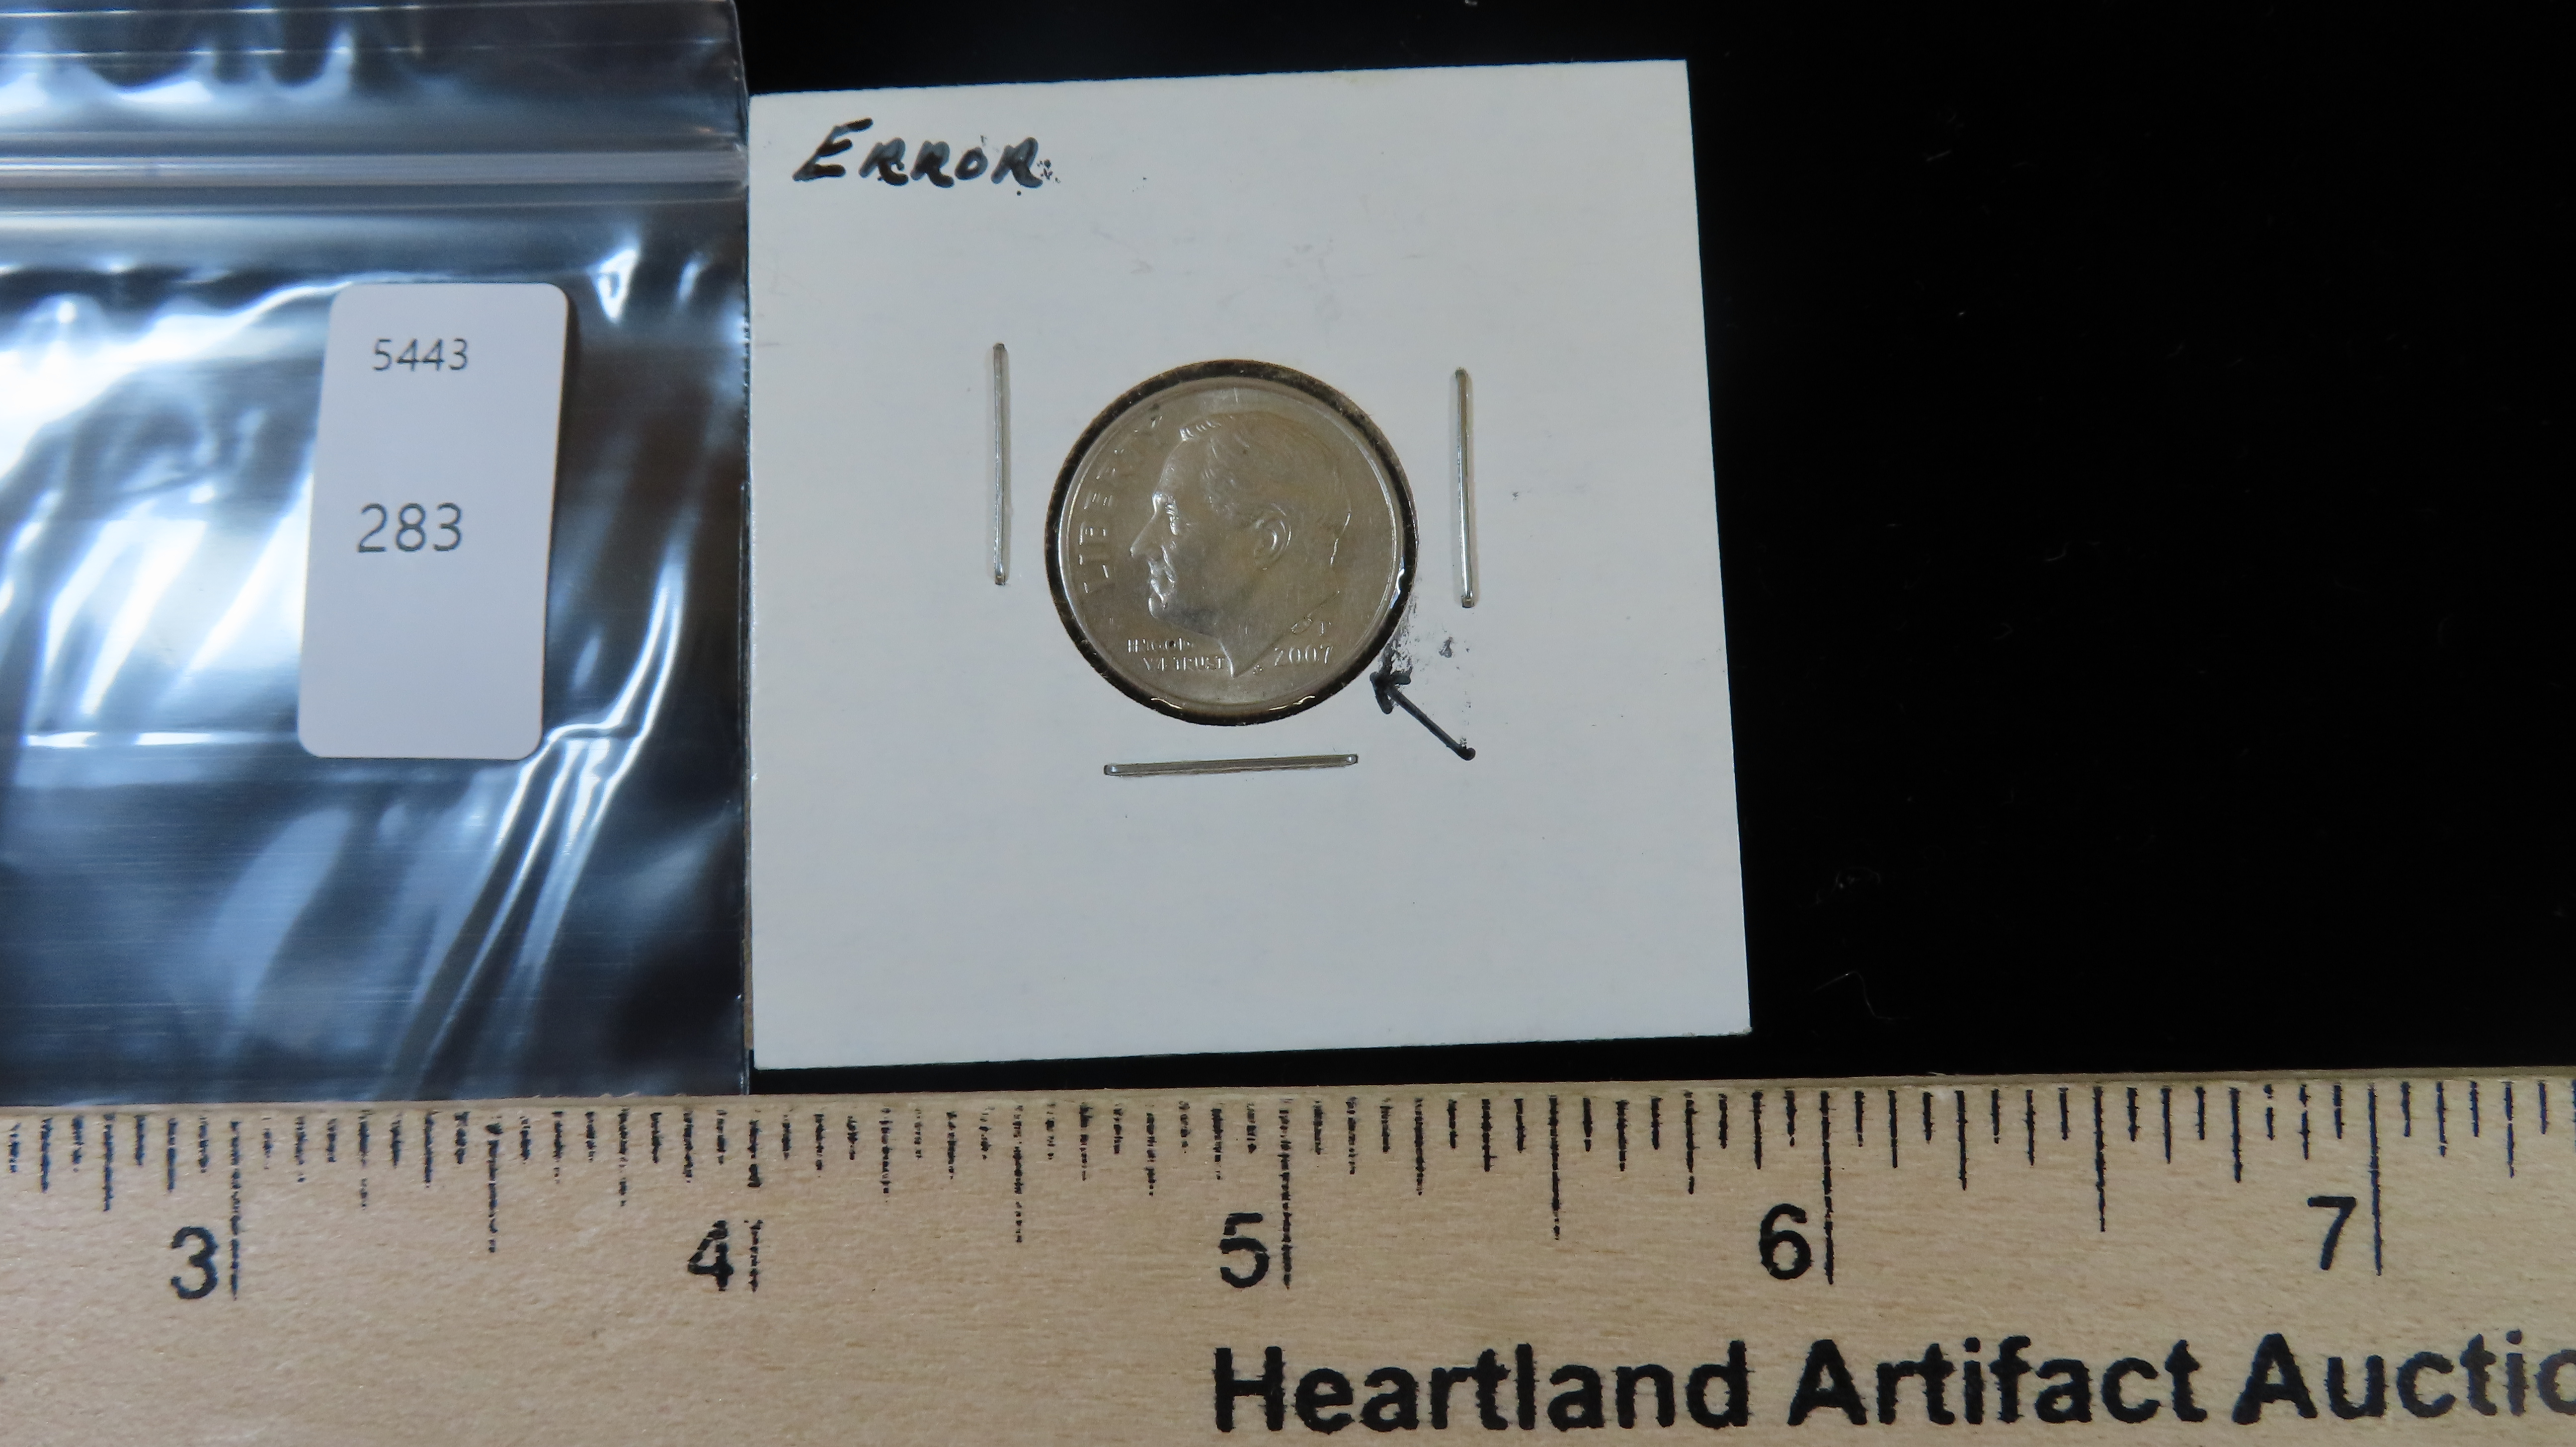 ERROR
5443
283
LIBERTY
IN GOD
WE TRUST
P
2007
3 4 5 6 7
Heartland Artifact Auctio